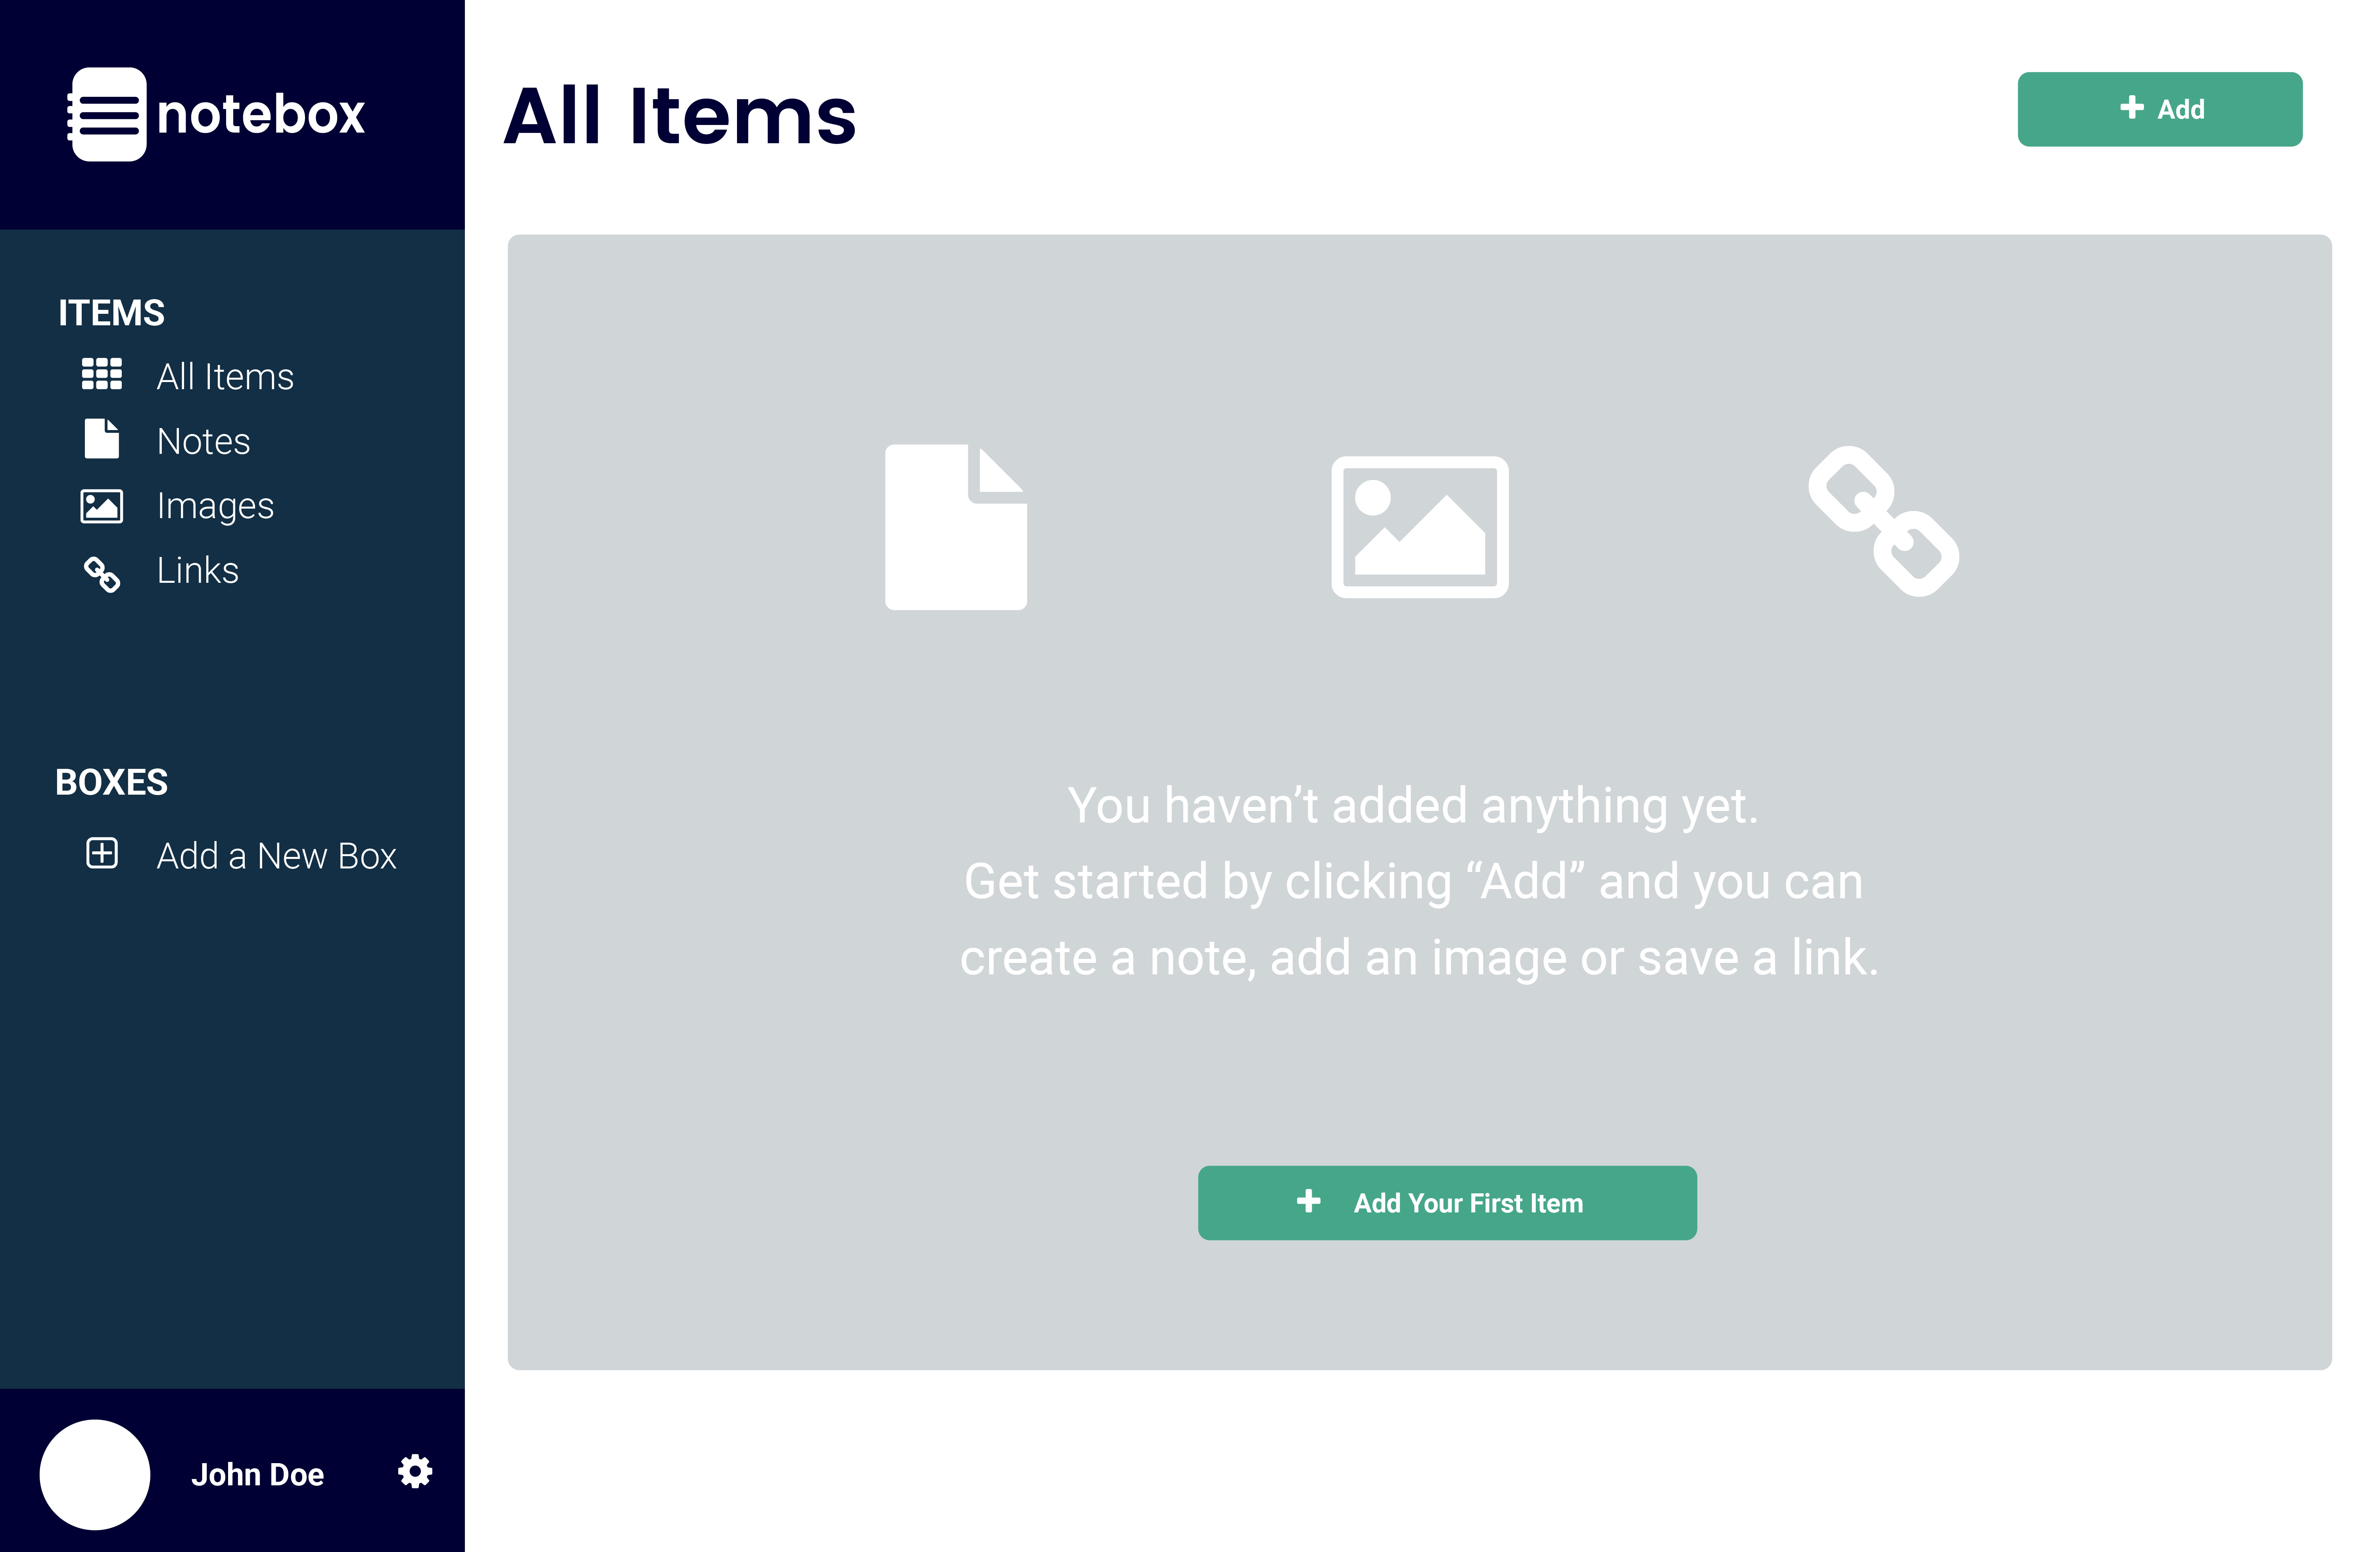 notebox
All Items
Add
ITEMS
All Items
Notes
Images
Links
BOXES
Add a New Box
You haven’t added anything yet.
Get started by clicking “Add” and you can
create a note, add an image or save a link.
Add Your First Item
John Doe